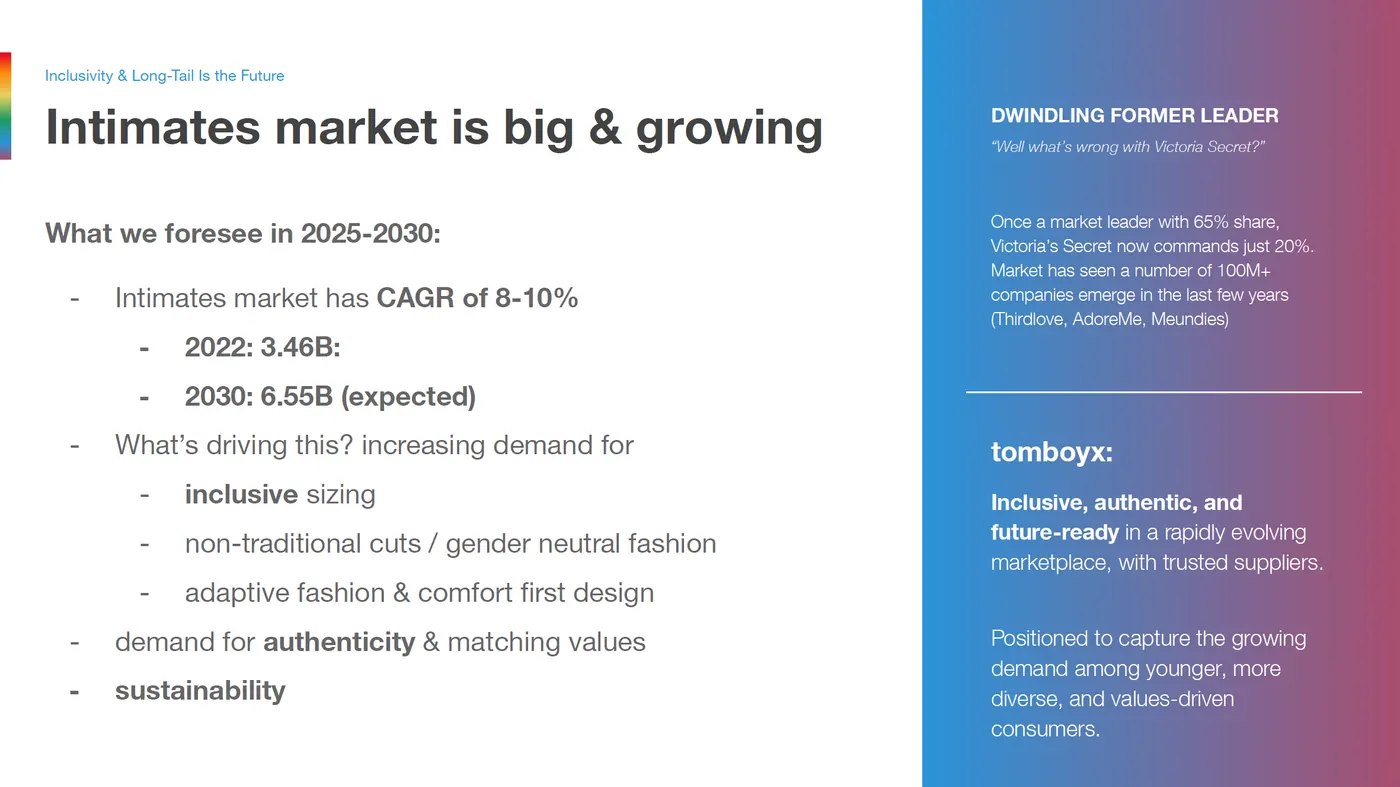 Inclusivity & Long-Tail Is the Future
Intimates market is big & growing
What we foresee in 2025-2030:
- Intimates market has CAGR of 8-10%
- 2022: 3.46B:
- 2030: 6.55B (expected)
- What’s driving this? increasing demand for
- inclusive sizing
- non-traditional cuts / gender neutral fashion
- adaptive fashion & comfort first design
- demand for authenticity & matching values
- sustainability
DWINDLING FORMER LEADER
“Well what’s wrong with Victoria Secret?”
Once a market leader with 65% share,
Victoria’s Secret now commands just 20%.
Market has seen a number of 100M+
companies emerge in the last few years
(Thirdlove, AdoreMe, Meundies)
tomboyx:
Inclusive, authentic, and
future-ready in a rapidly evolving
marketplace, with trusted suppliers.
Positioned to capture the growing
demand among younger, more
diverse, and values-driven
consumers.